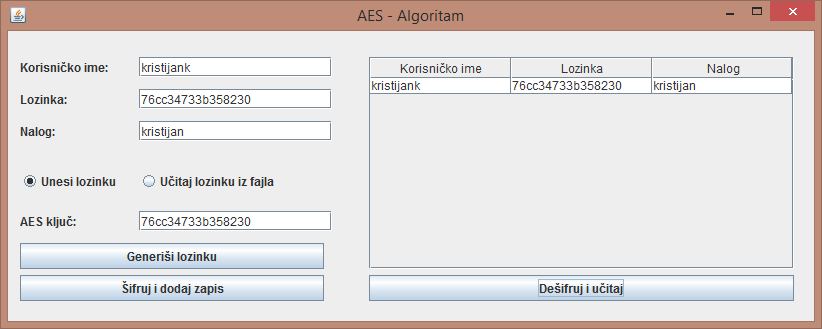 AES - Algoritam
Korisničko ime: kristijank
Lozinka: 76cc34733b358230
Nalog: kristijan
Unesi lozinku Učitaj lozinku iz fajla
AES ključ: 76cc34733b358230
Generiši lozinku
Šifruj i dodaj zapis
Korisničko ime Lozinka Nalog
kristijank 76cc34733b358230 kristijan
Dešifruj i učitaj